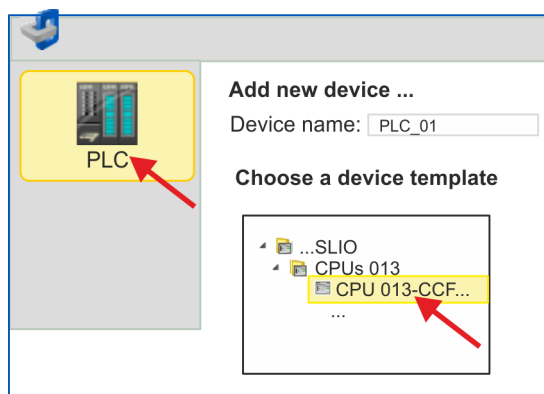 PLC
Add new device ...
Device name: PLC_01
Choose a device template
...SLIO
CPUs 013
CPU 013-CCF...
...